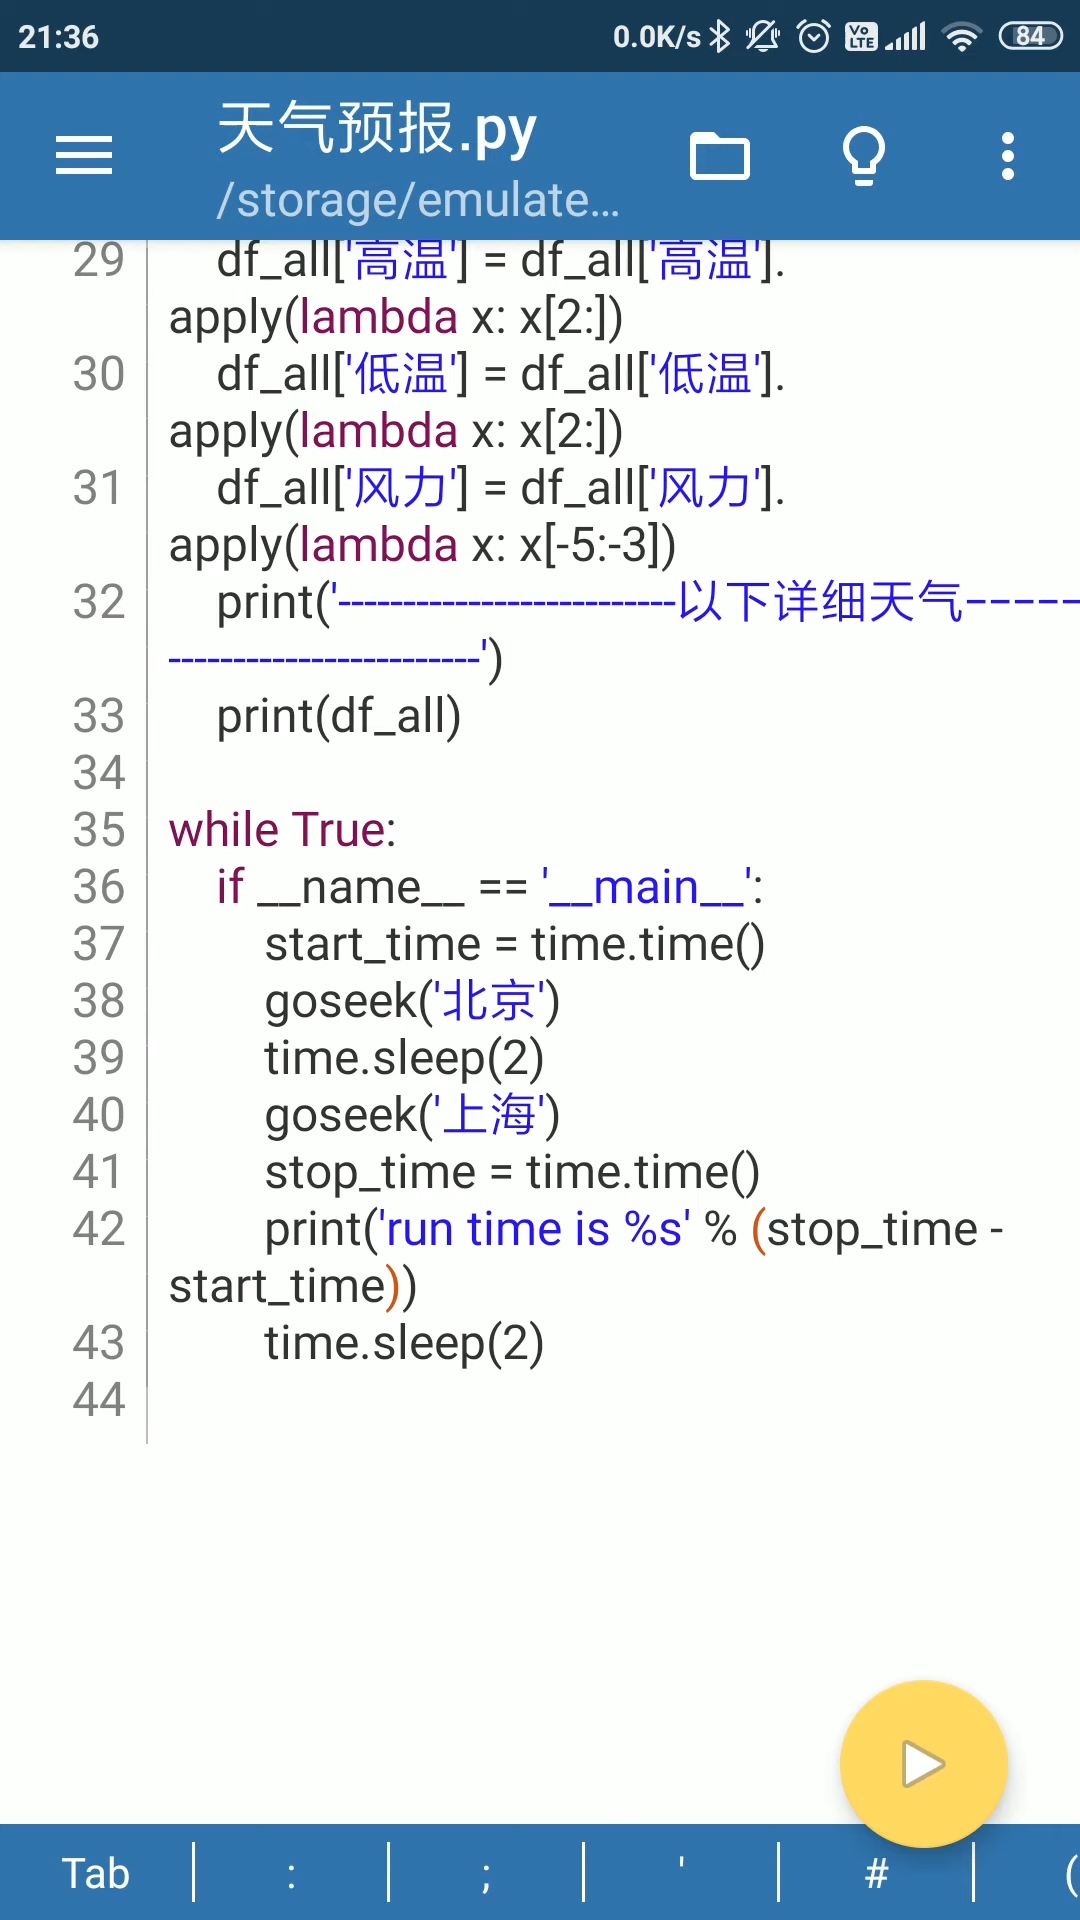 21:36
0.0K/s
Vo LTE
84
天气预报.py
/storage/emulate...
29 df_all['高温'] = df_all['高温'].
apply(lambda x: x[2:])
30 df_all['低温'] = df_all['低温'].
apply(lambda x: x[2:])
31 df_all['风力'] = df_all['风力'].
apply(lambda x: x[-5:-3])
32 print('--------------------------以下详细天气-----
------------------------')
33 print(df_all)
34
35 while True:
36 if __name__ == '__main__':
37 start_time = time.time()
38 goseek('北京')
39 time.sleep(2)
40 goseek('上海')
41 stop_time = time.time()
42 print('run time is %s' % (stop_time -
start_time))
43 time.sleep(2)
44
Tab : ; ' # (